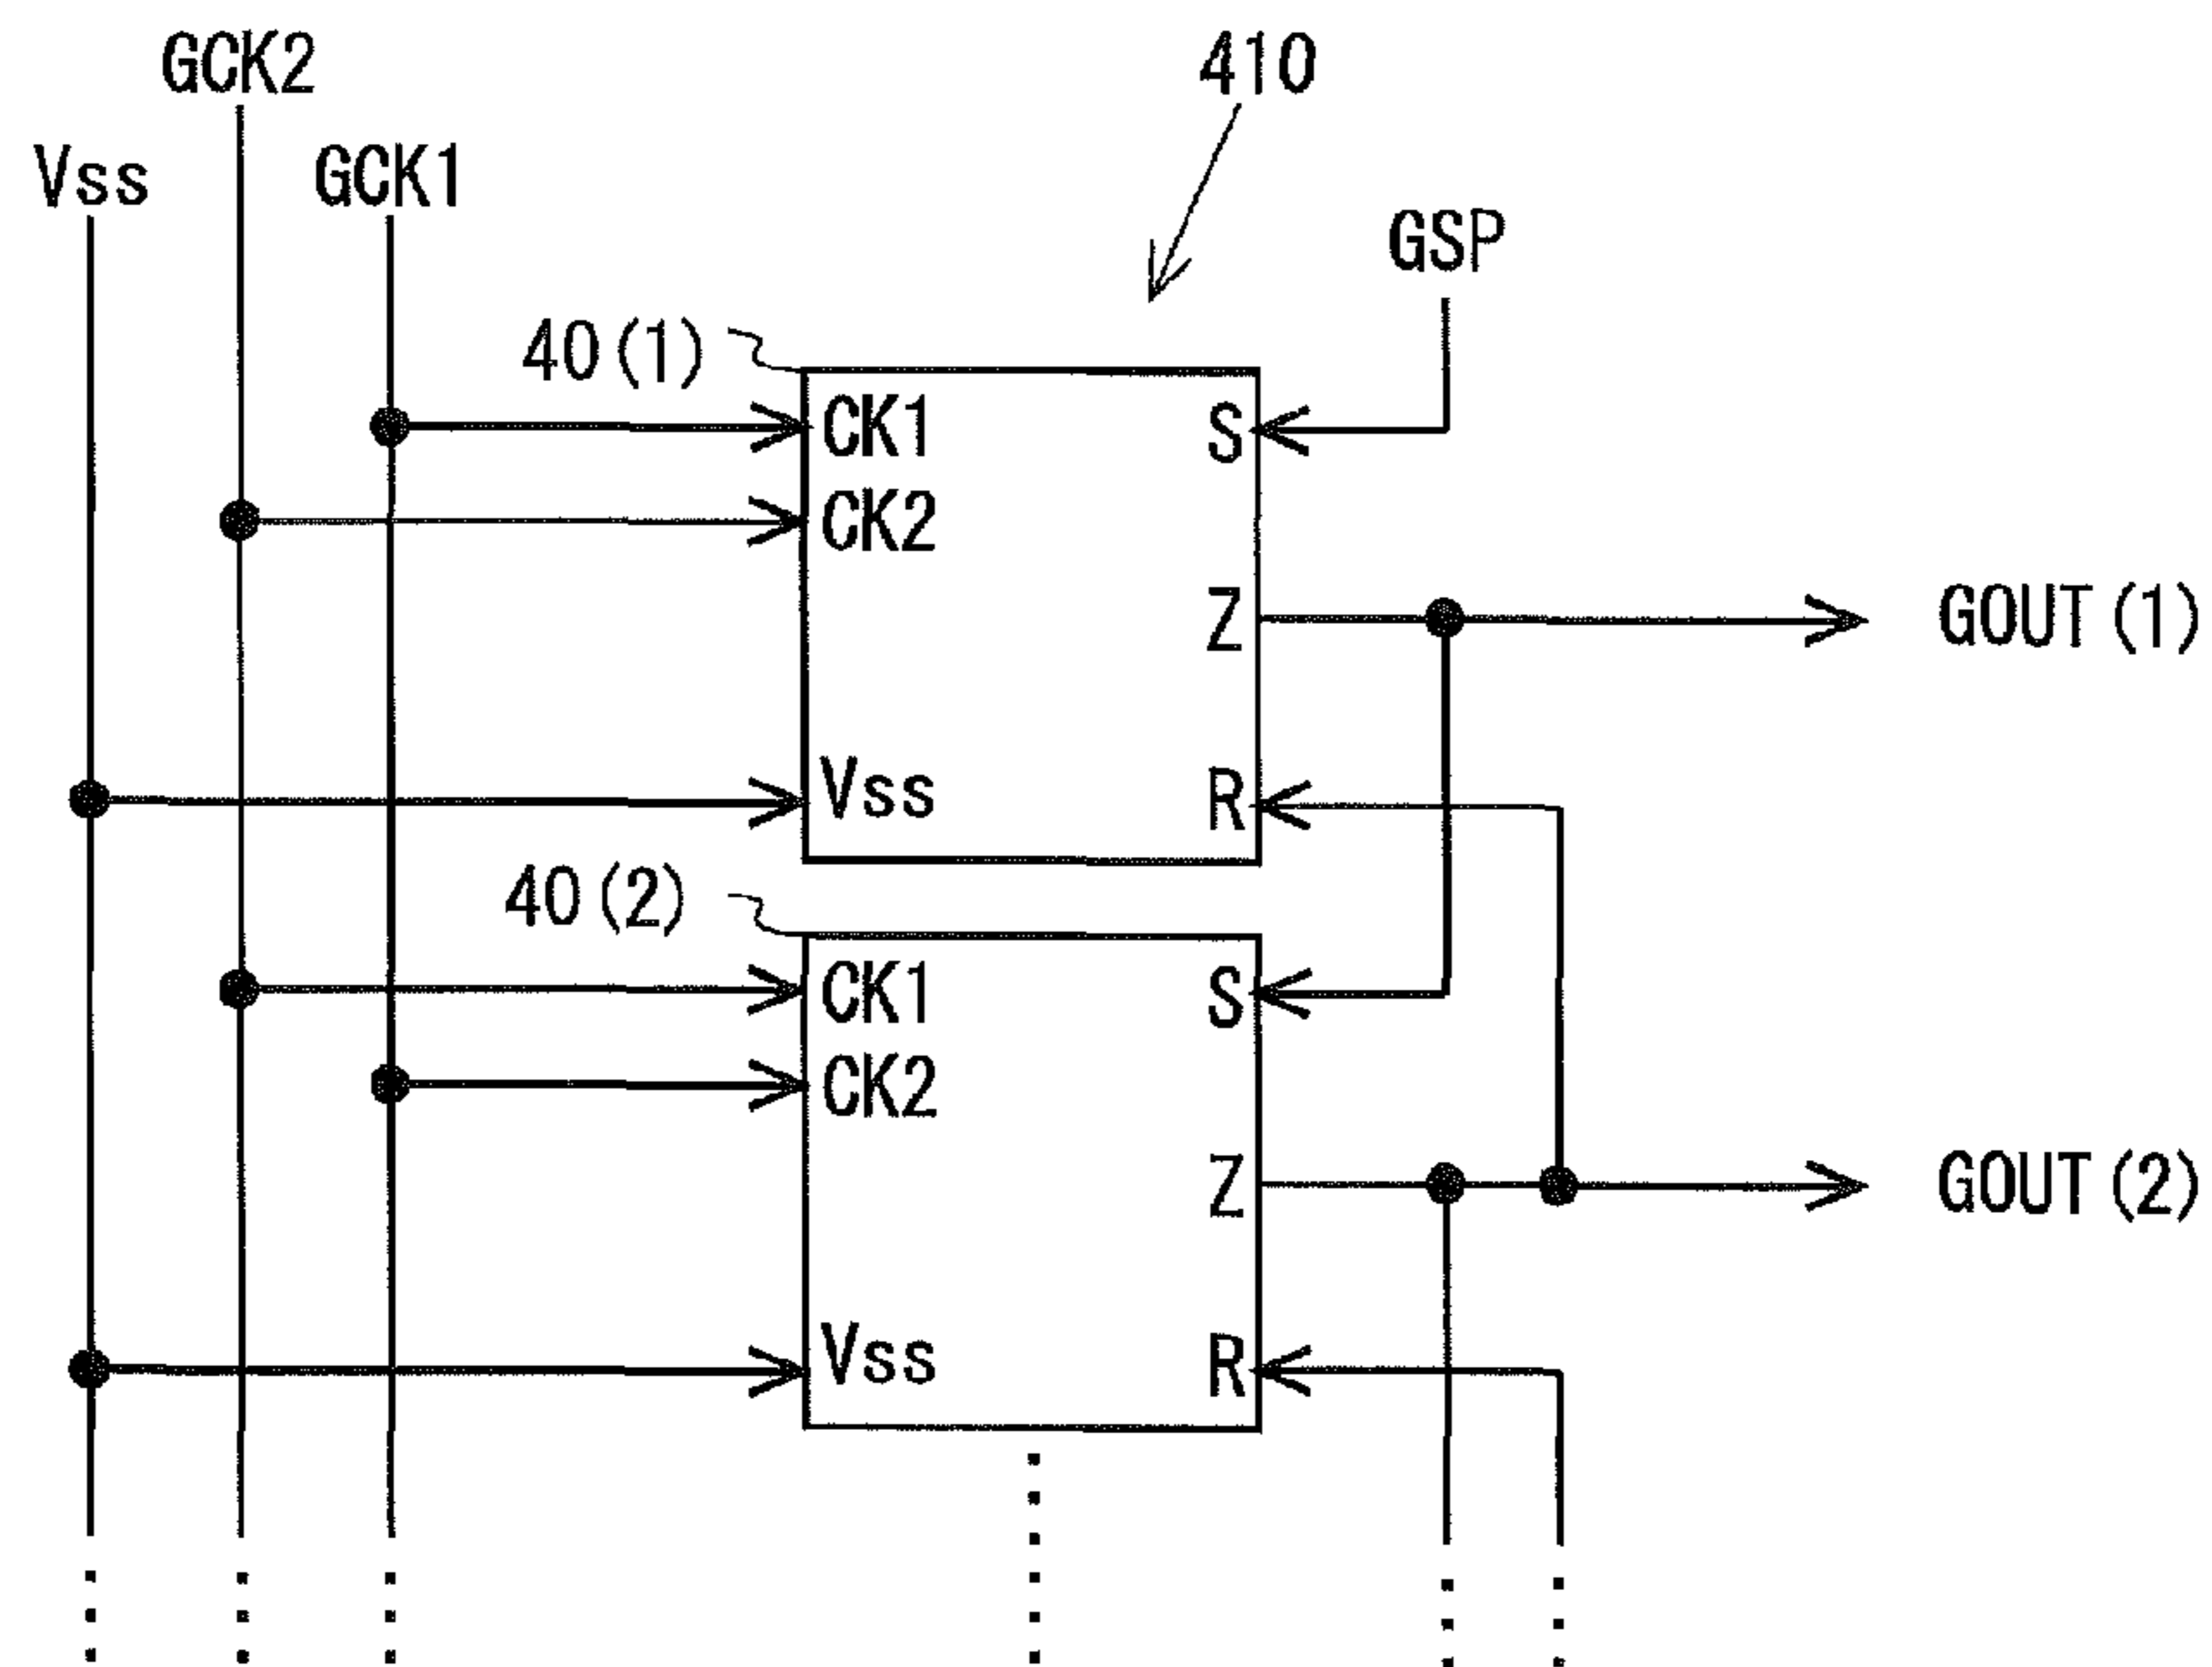 GCK2
410
Vss
GCK1
GSP
40(1)
CK1
S
CK2
Z
GOUT(1)
Vss
R
40(2)
CK1
S
CK2
Z
GOUT(2)
Vss
R